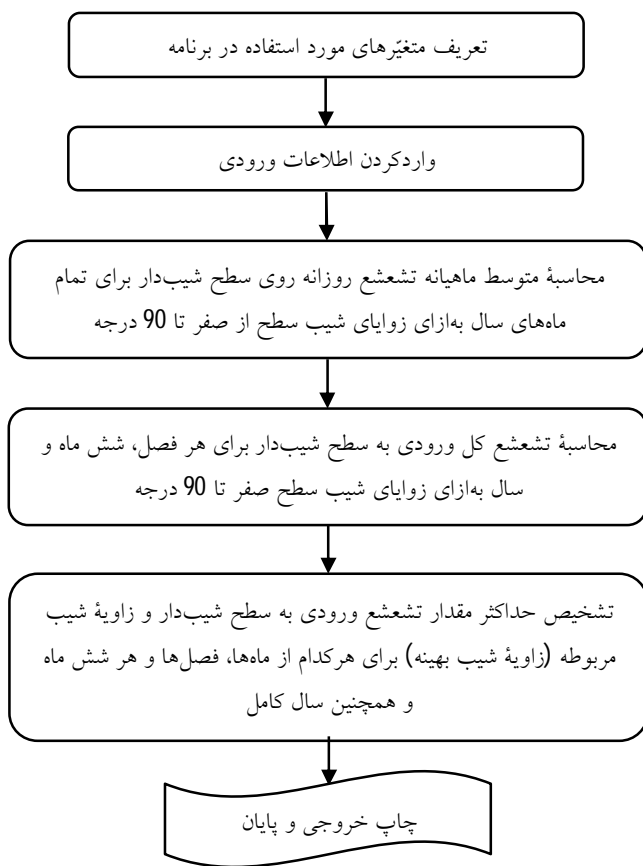 تعریف متغیّرهای مورد استفاده در برنامه
واردکردن اطلاعات ورودی
محاسبهٔ متوسط ماهیانه تشعشع روزانه روی سطح شیب‌دار برای تمام
ماه‌های سال به‌ازای زوایای شیب سطح از صفر تا 90 درجه
محاسبهٔ تشعشع کل ورودی به سطح شیب‌دار برای هر فصل، شش ماه و
سال به‌ازای زوایای شیب سطح صفر تا 90 درجه
تشخیص حداکثر مقدار تشعشع ورودی به سطح شیب‌دار و زاویهٔ شیب
مربوطه (زاویهٔ شیب بهینه) برای هرکدام از ماه‌ها، فصل‌ها و هر شش ماه
و همچنین سال کامل
چاپ خروجی و پایان